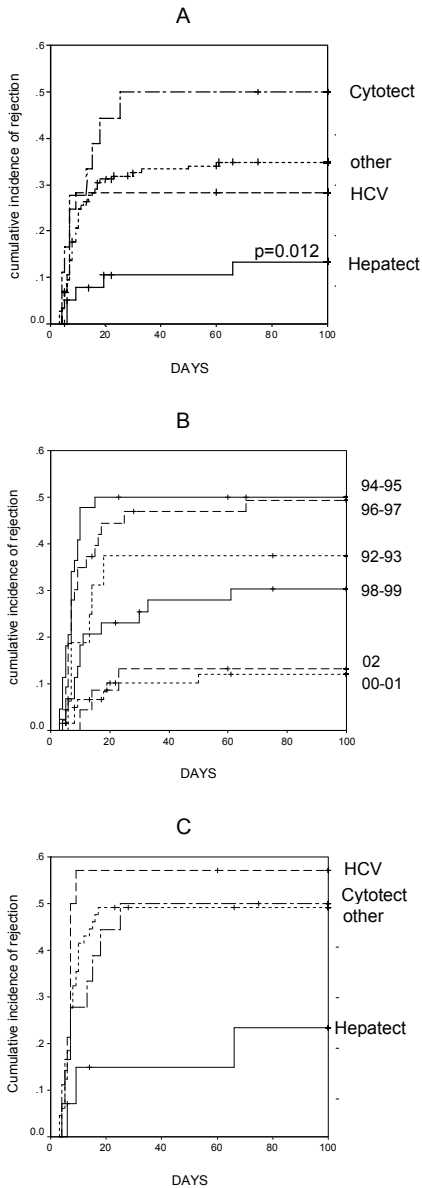 A
cumulative incidence of rejection
.6
.5
.4
.3
.2
.1
0.0
0 20 40 60 80 100
DAYS
Cytotect
other
HCV
p=0.012
Hepatect
B
cumulative incidence of rejection
.6
.5
.4
.3
.2
.1
0.0
0 20 40 60 80 100
DAYS
94-95
96-97
92-93
98-99
02
00-01
C
Cumulative incidence of rejection
.6
.5
.4
.3
.2
.1
0.0
0 20 40 60 80 100
DAYS
HCV
Cytotect
other
Hepatect